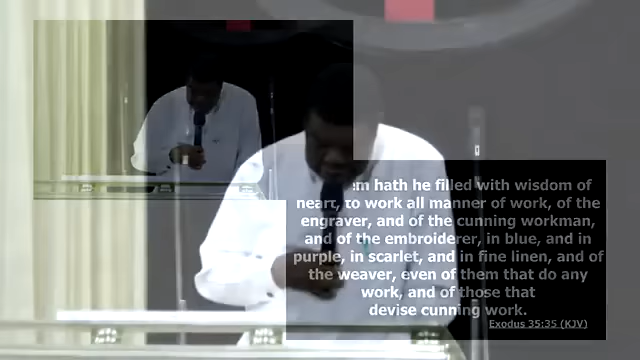 hath he filled with wisdom of
heart, to work all manner of work, of the
engraver, and of the cunning workman,
and of the embroiderer, in blue, and in
purple, in scarlet, and in fine linen, and of
the weaver, even of them that do any
work, and of those that
devise cunning work.
Exodus 35:35 (KJV)